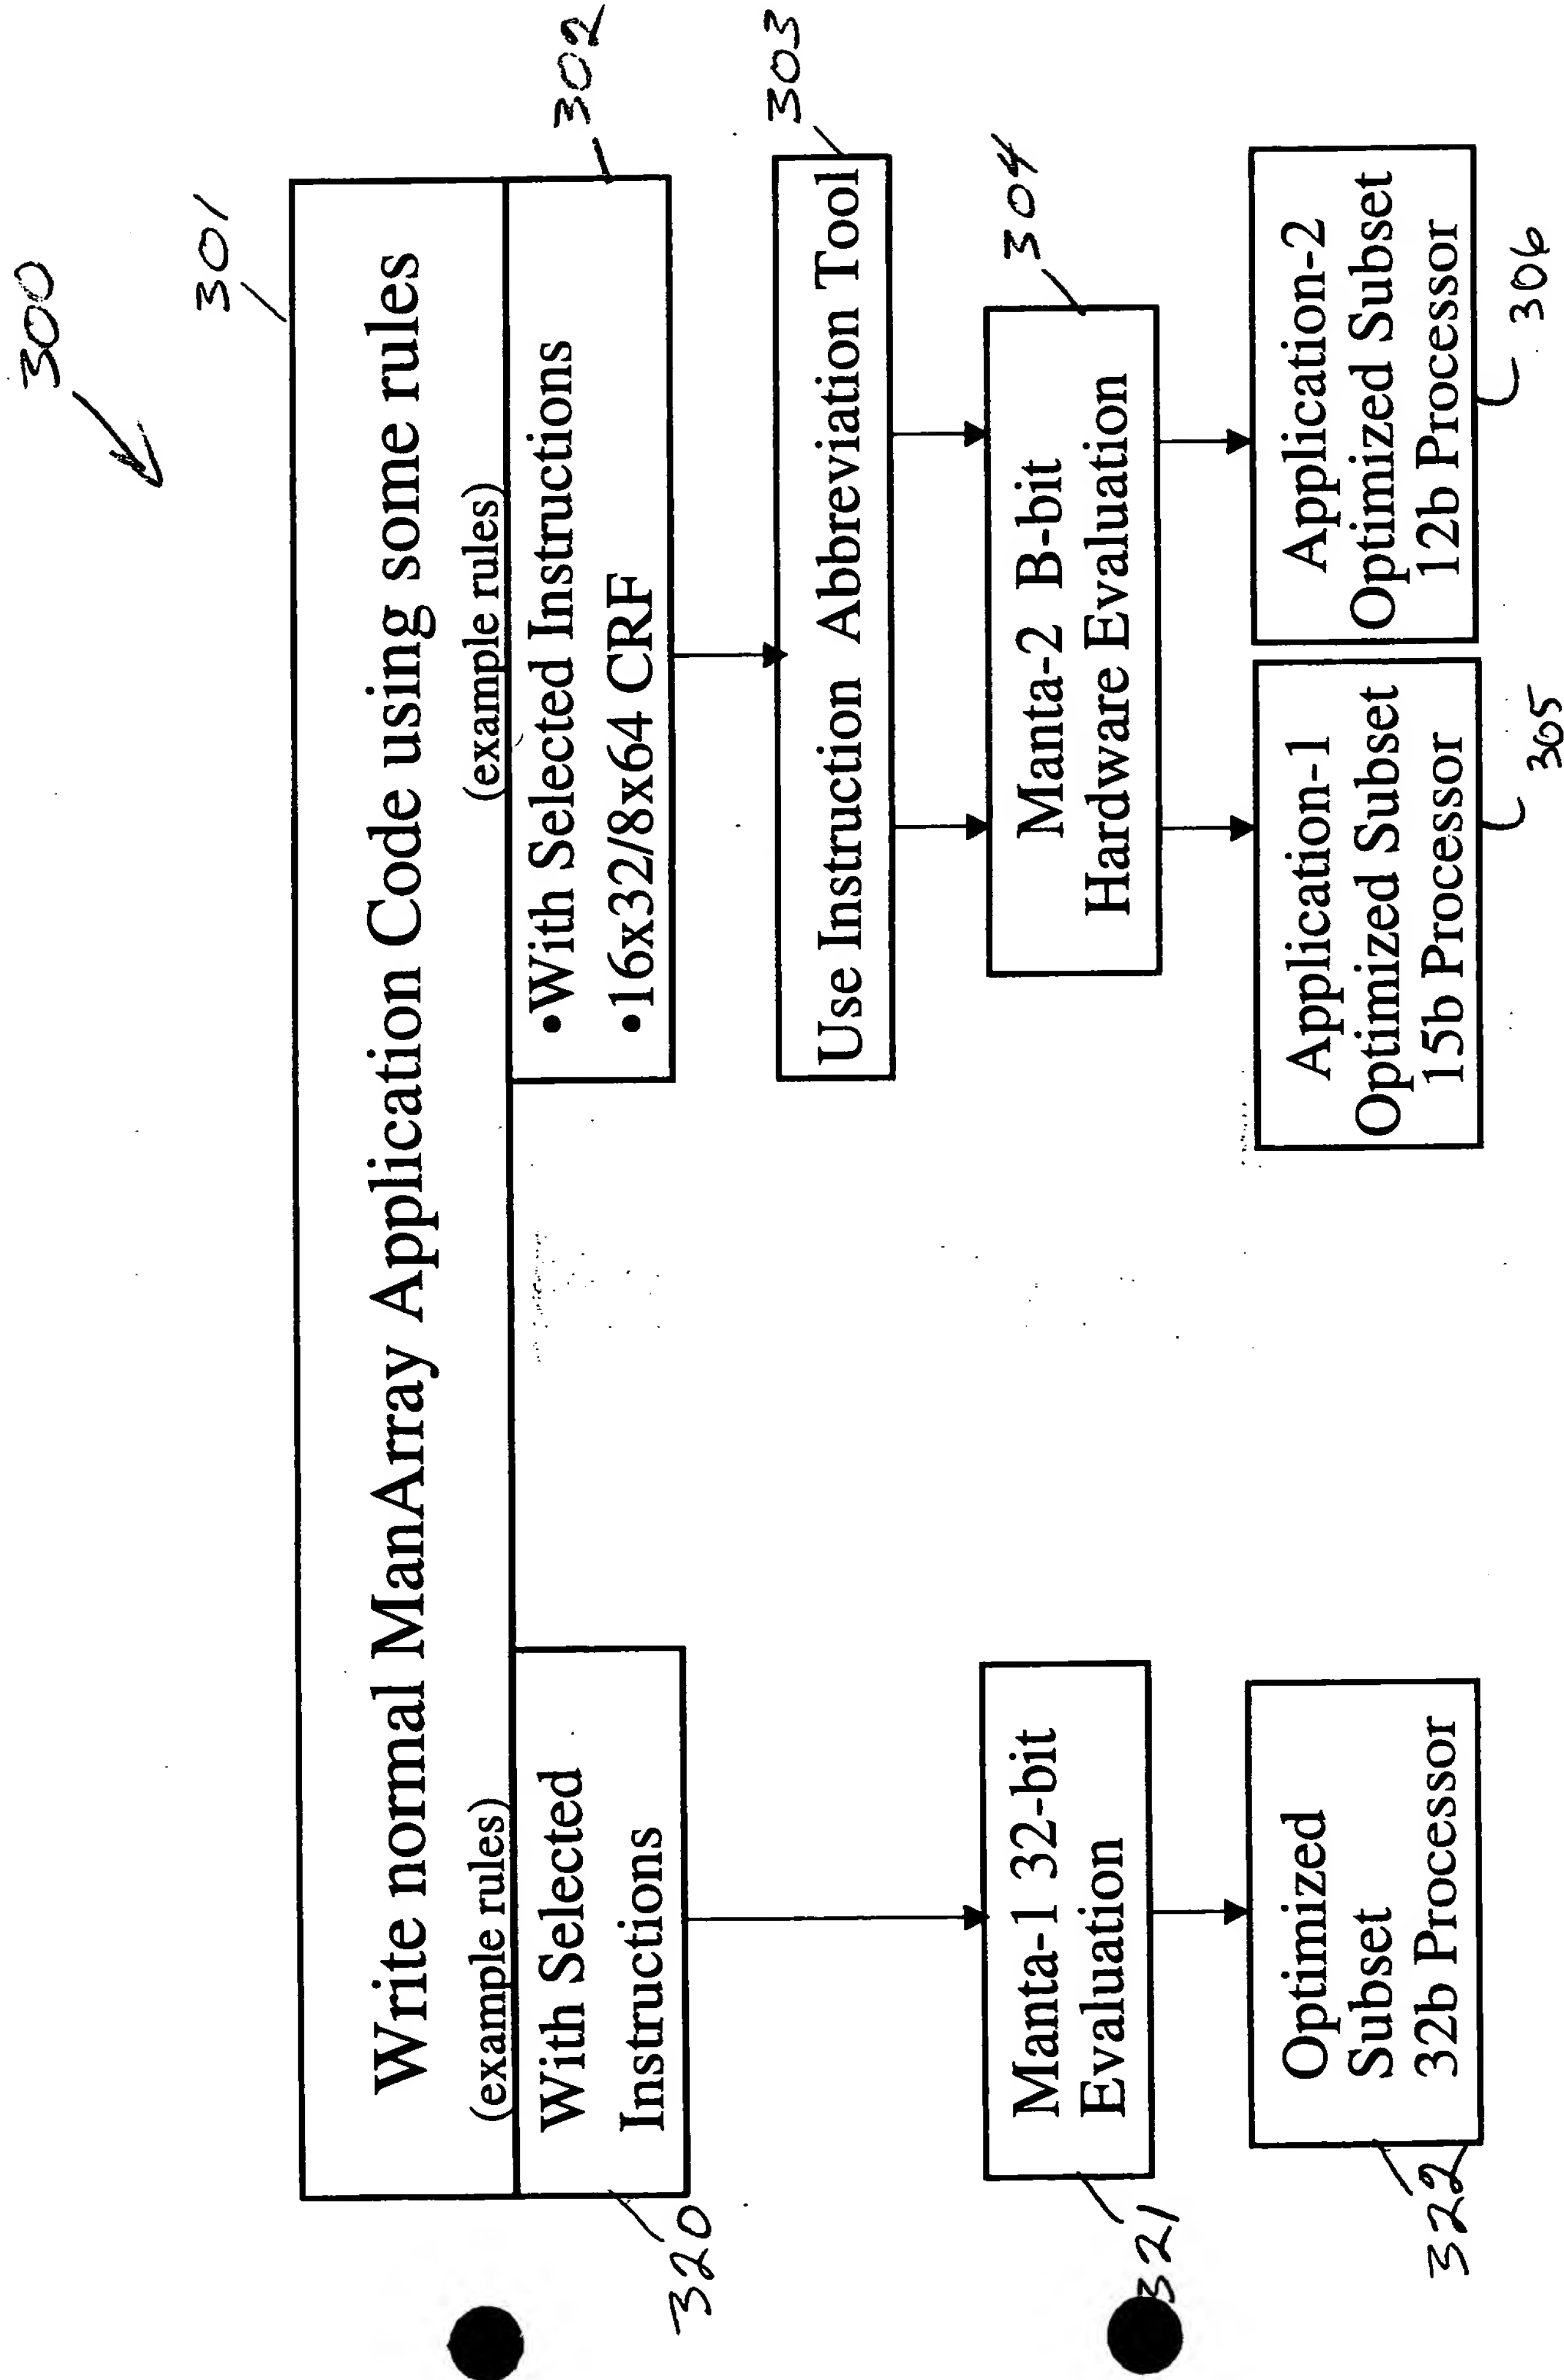 300
301
Write normal ManArray Application Code using some rules
(example rules)
(example rules)
With Selected
Instructions
320
•With Selected Instructions
•16x32/8x64 CRF
302
Use Instruction Abbreviation Tool
303
Manta-1 32-bit
Evaluation
321
Manta-2 B-bit
Hardware Evaluation
304
Optimized
Subset
32b Processor
322
Application-1
Optimized Subset
15b Processor
305
Application-2
Optimized Subset
12b Processor
306